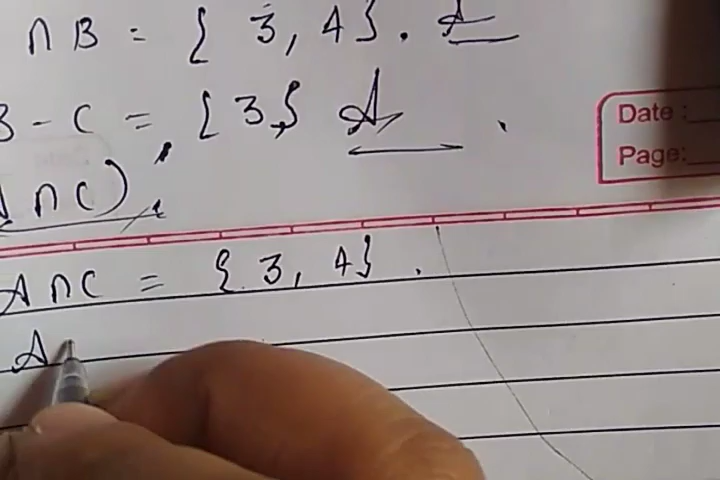 ∩ B = { 3, 4 } . A
B - C = { 3, }
Date :
Page:
A ∩ C)
A ∩ C = { 3, 4 } .
A